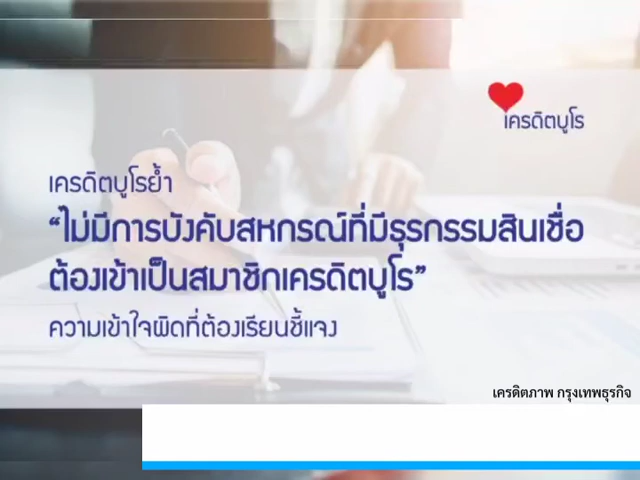 เครดิตบูโร
เครดิตบูโรย้ำ
“ไม่มีการบังคับสหกรณ์ที่มีธุรกรรมสินเชื่อ
ต้องเข้าเป็นสมาชิกเครดิตบูโร”
ความเข้าใจผิดที่ต้องเรียนชี้แจง
เครดิตภาพ กรุงเทพธุรกิจ